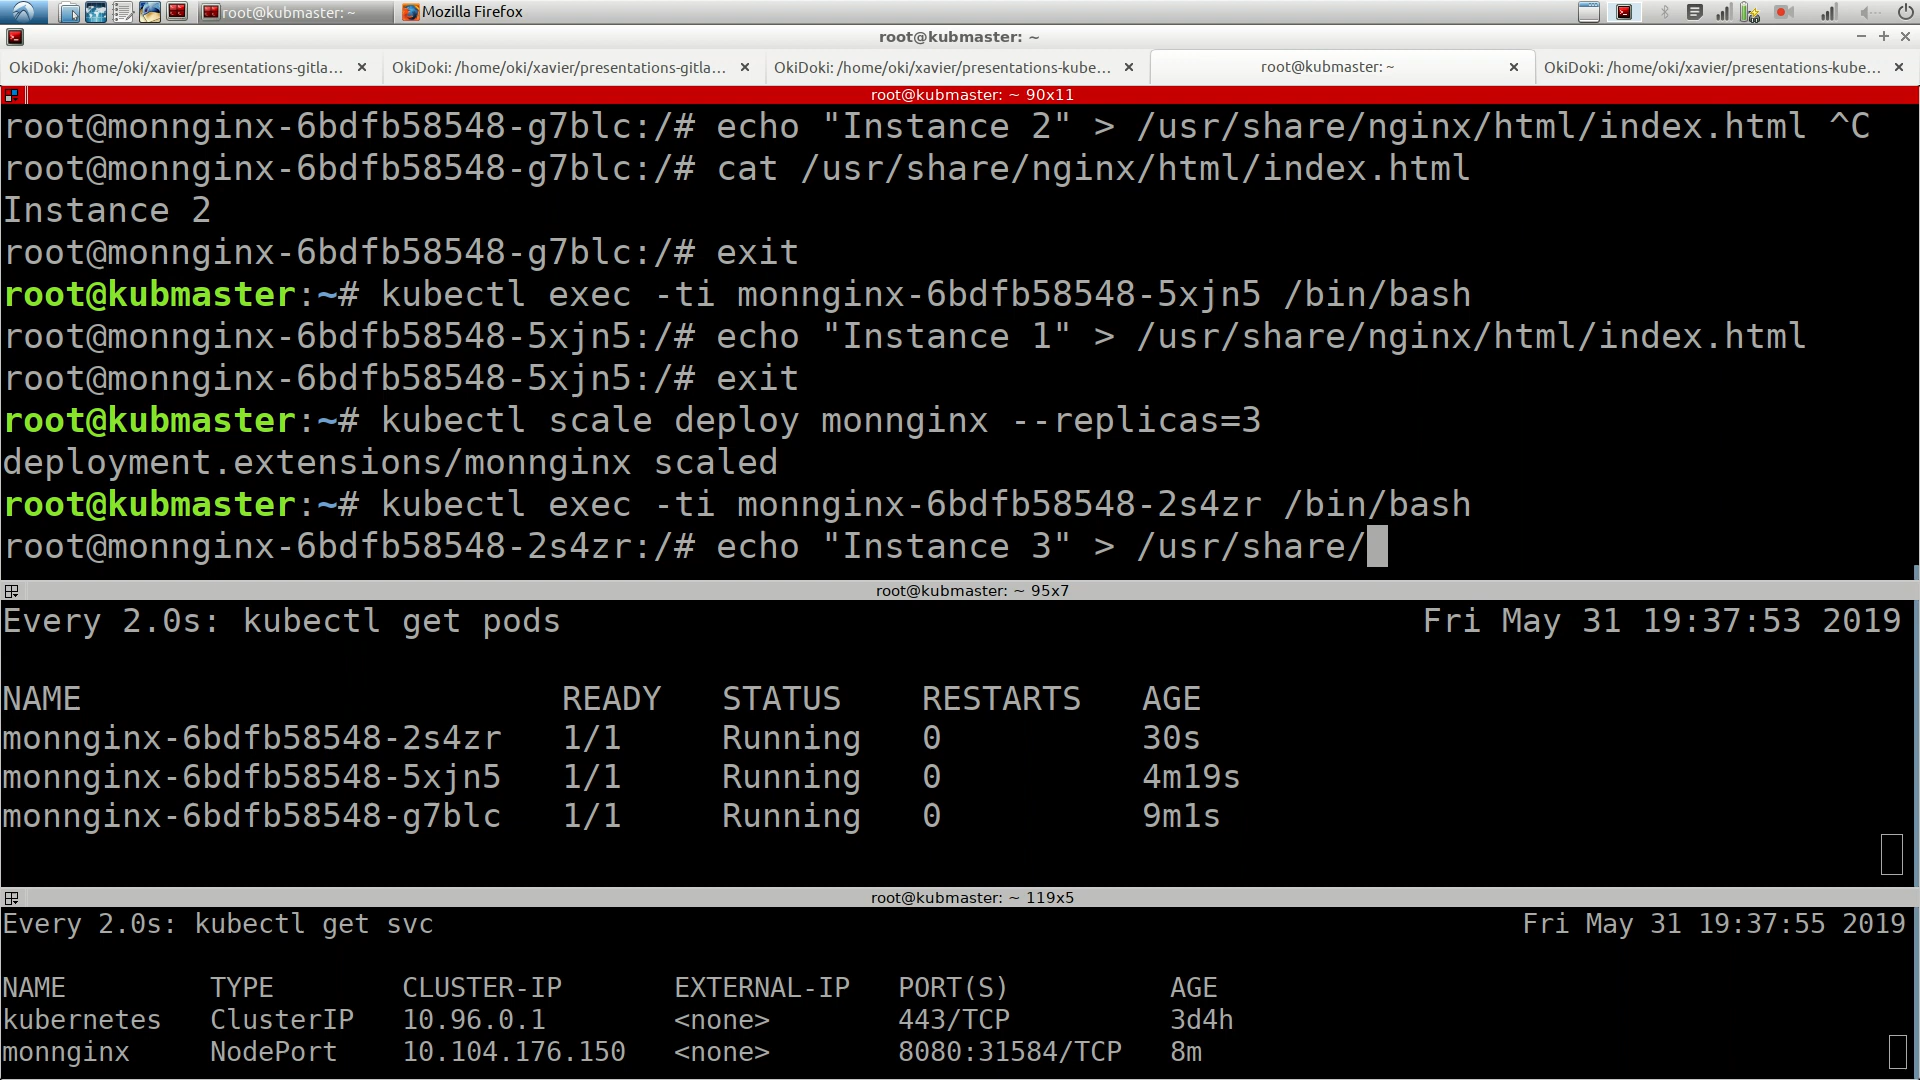 root@kubmaster: ~
Mozilla Firefox
root@kubmaster: ~
OkiDoki: /home/oki/xavier/presentations-gitla...
OkiDoki: /home/oki/xavier/presentations-gitla...
OkiDoki: /home/oki/xavier/presentations-kube...
root@kubmaster: ~
OkiDoki: /home/oki/xavier/presentations-kube...
root@kubmaster: ~ 90x11
root@monnginx-6bdfb58548-g7blc:/# echo "Instance 2" > /usr/share/nginx/html/index.html ^C
root@monnginx-6bdfb58548-g7blc:/# cat /usr/share/nginx/html/index.html
Instance 2
root@monnginx-6bdfb58548-g7blc:/# exit
root@kubmaster:~# kubectl exec -ti monnginx-6bdfb58548-5xjn5 /bin/bash
root@monnginx-6bdfb58548-5xjn5:/# echo "Instance 1" > /usr/share/nginx/html/index.html
root@monnginx-6bdfb58548-5xjn5:/# exit
root@kubmaster:~# kubectl scale deploy monnginx --replicas=3
deployment.extensions/monnginx scaled
root@kubmaster:~# kubectl exec -ti monnginx-6bdfb58548-2s4zr /bin/bash
root@monnginx-6bdfb58548-2s4zr:/# echo "Instance 3" > /usr/share/
root@kubmaster: ~ 95x7
Every 2.0s: kubectl get pods Fri May 31 19:37:53 2019
NAME READY STATUS RESTARTS AGE
monnginx-6bdfb58548-2s4zr 1/1 Running 0 30s
monnginx-6bdfb58548-5xjn5 1/1 Running 0 4m19s
monnginx-6bdfb58548-g7blc 1/1 Running 0 9m1s
root@kubmaster: ~ 119x5
Every 2.0s: kubectl get svc Fri May 31 19:37:55 2019
NAME TYPE CLUSTER-IP EXTERNAL-IP PORT(S) AGE
kubernetes ClusterIP 10.96.0.1 <none> 443/TCP 3d4h
monnginx NodePort 10.104.176.150 <none> 8080:31584/TCP 8m